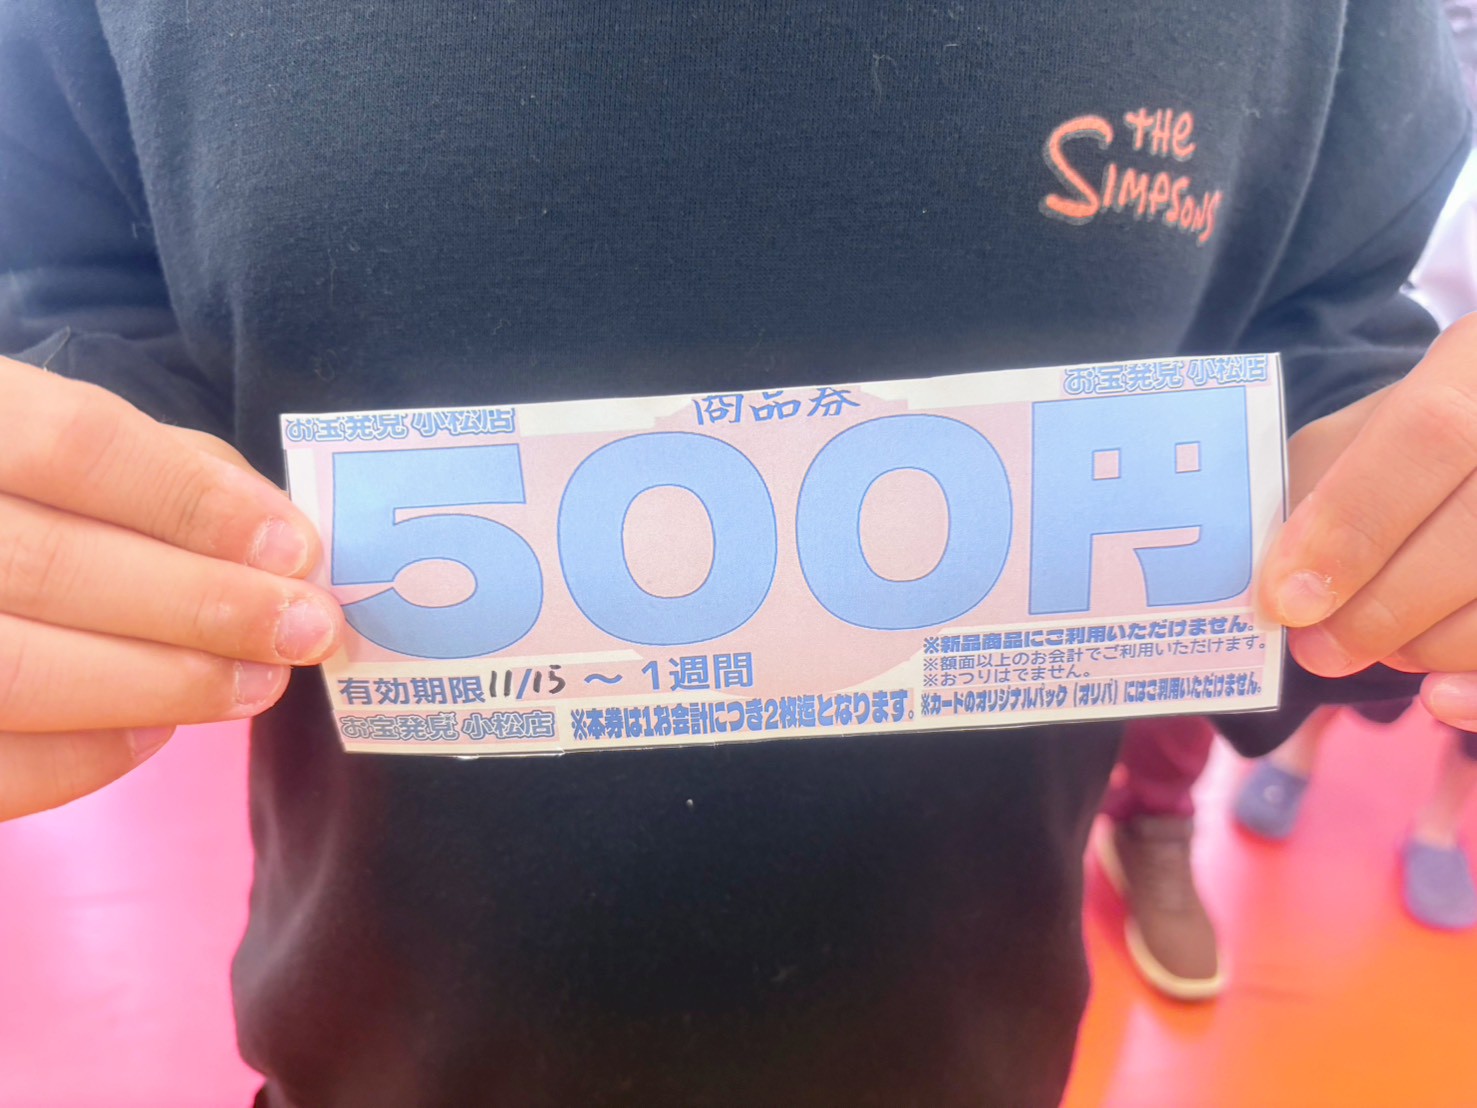 THE
SIMPSONS
お宝発見 小松店
商品券
お宝発見 小松店
500円
有効期限11/15 ～ 1週間
※新品商品にご利用いただけません。
※額面以上のお会計でご利用いただけます。
※おつりはでません。
※カードのオリジナルパック（オリパ）にはご利用いただけません。
お宝発見 小松店
※本券は1お会計につき2枚迄となります。